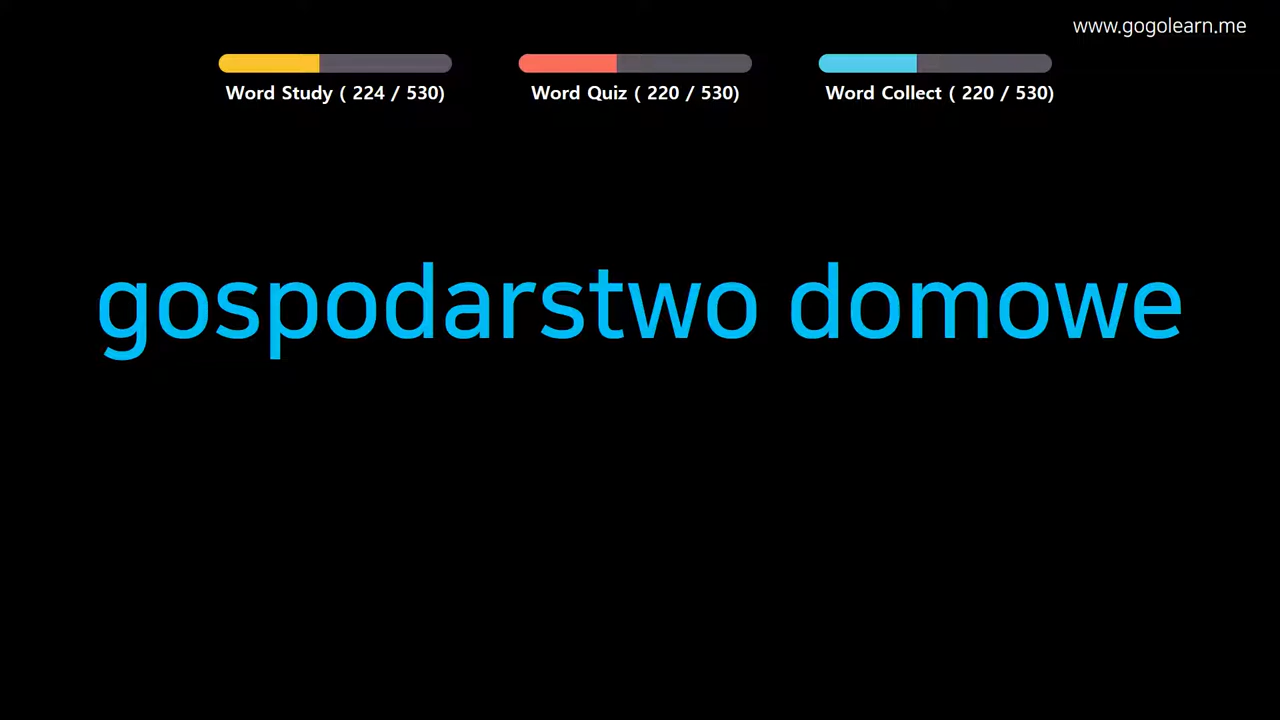 www.gogolearn.me
Word Study ( 224 / 530)
Word Quiz ( 220 / 530)
Word Collect ( 220 / 530)
gospodarstwo domowe